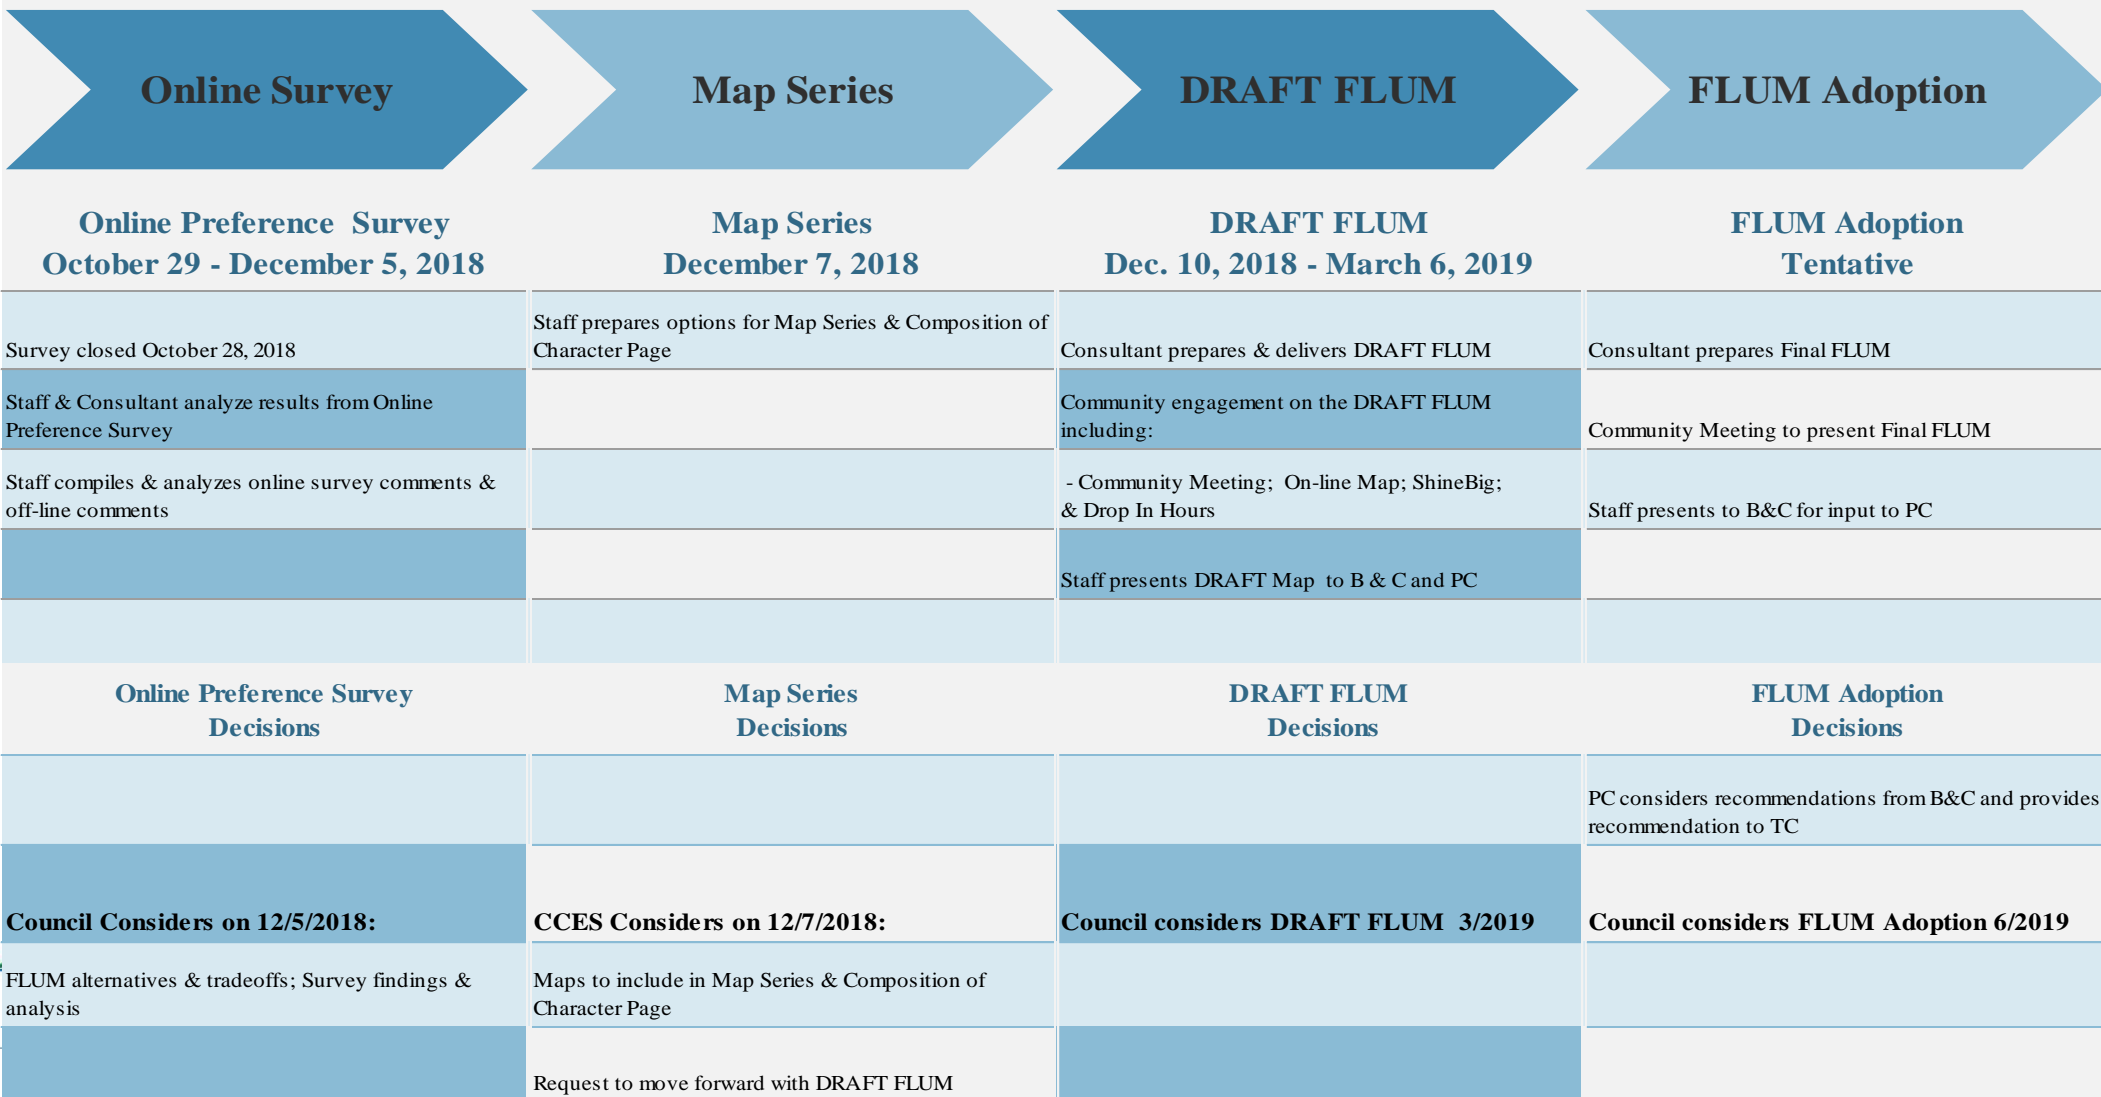 Online Survey
Map Series
DRAFT FLUM
FLUM Adoption
Online Preference Survey
October 29 - December 5, 2018
Map Series
December 7, 2018
DRAFT FLUM
Dec. 10, 2018 - March 6, 2019
FLUM Adoption
Tentative
Survey closed October 28, 2018
Staff prepares options for Map Series & Composition of
Character Page
Consultant prepares & delivers DRAFT FLUM
Consultant prepares Final FLUM
Staff & Consultant analyze results from Online
Preference Survey
Community engagement on the DRAFT FLUM
including:
Community Meeting to present Final FLUM
Staff compiles & analyzes online survey comments &
off-line comments
- Community Meeting; On-line Map; ShineBig;
& Drop In Hours
Staff presents to B&C for input to PC
Staff presents DRAFT Map to B & C and PC
Online Preference Survey
Decisions
Map Series
Decisions
DRAFT FLUM
Decisions
FLUM Adoption
Decisions
PC considers recommendations from B&C and provides
recommendation to TC
Council Considers on 12/5/2018:
CCES Considers on 12/7/2018:
Council considers DRAFT FLUM 3/2019
Council considers FLUM Adoption 6/2019
FLUM alternatives & tradeoffs; Survey findings &
analysis
Maps to include in Map Series & Composition of
Character Page
Request to move forward with DRAFT FLUM